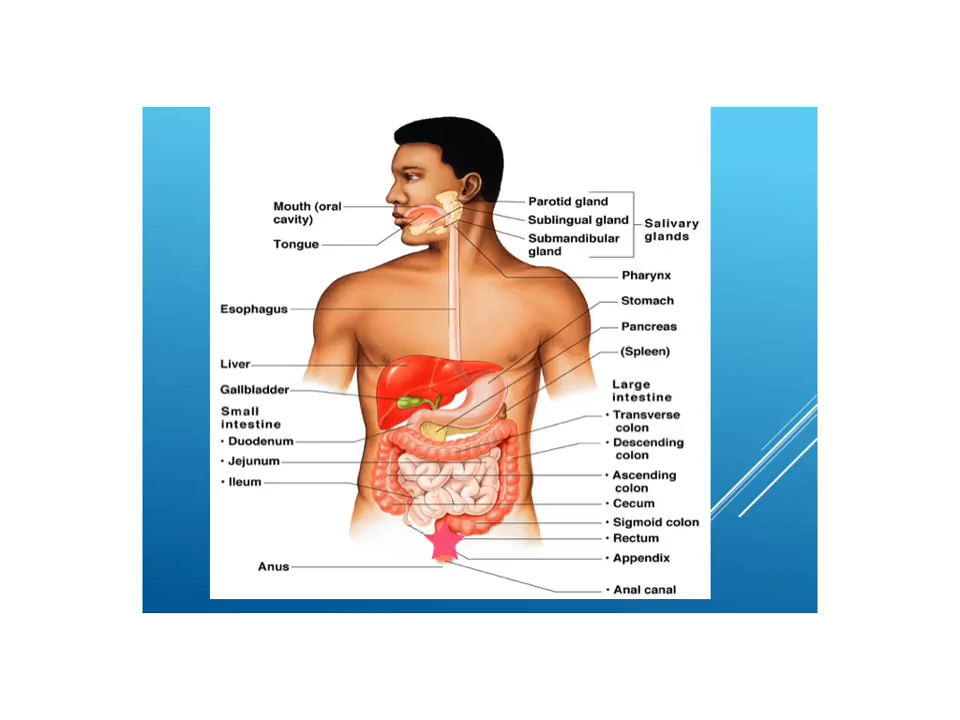 Mouth (oral
cavity)
Tongue
Esophagus
Liver
Gallbladder
Small
intestine
• Duodenum
• Jejunum
• Ileum
Anus
Parotid gland
Sublingual gland
Submandibular
gland
Salivary
glands
Pharynx
Stomach
Pancreas
(Spleen)
Large
intestine
• Transverse
colon
• Descending
colon
• Ascending
colon
• Cecum
• Sigmoid colon
• Rectum
• Appendix
• Anal canal